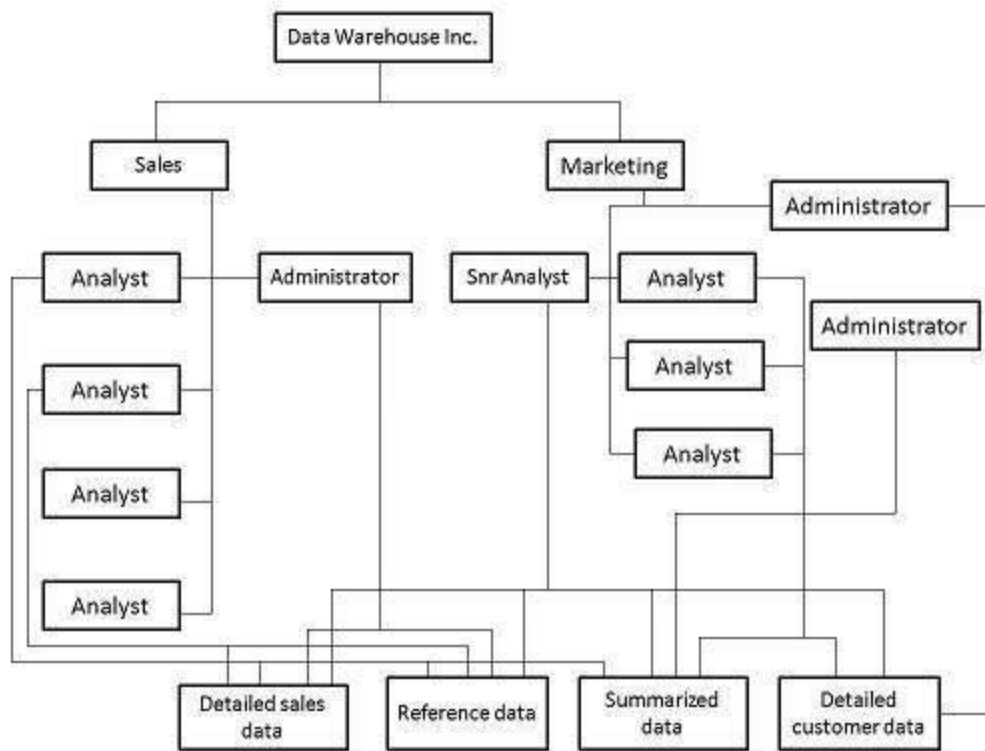 Data Warehouse Inc.
Sales
Marketing
Administrator
Analyst
Administrator
Snr Analyst
Analyst
Administrator
Analyst
Analyst
Analyst
Analyst
Analyst
Detailed sales
data
Reference data
Summarized
data
Detailed
customer data